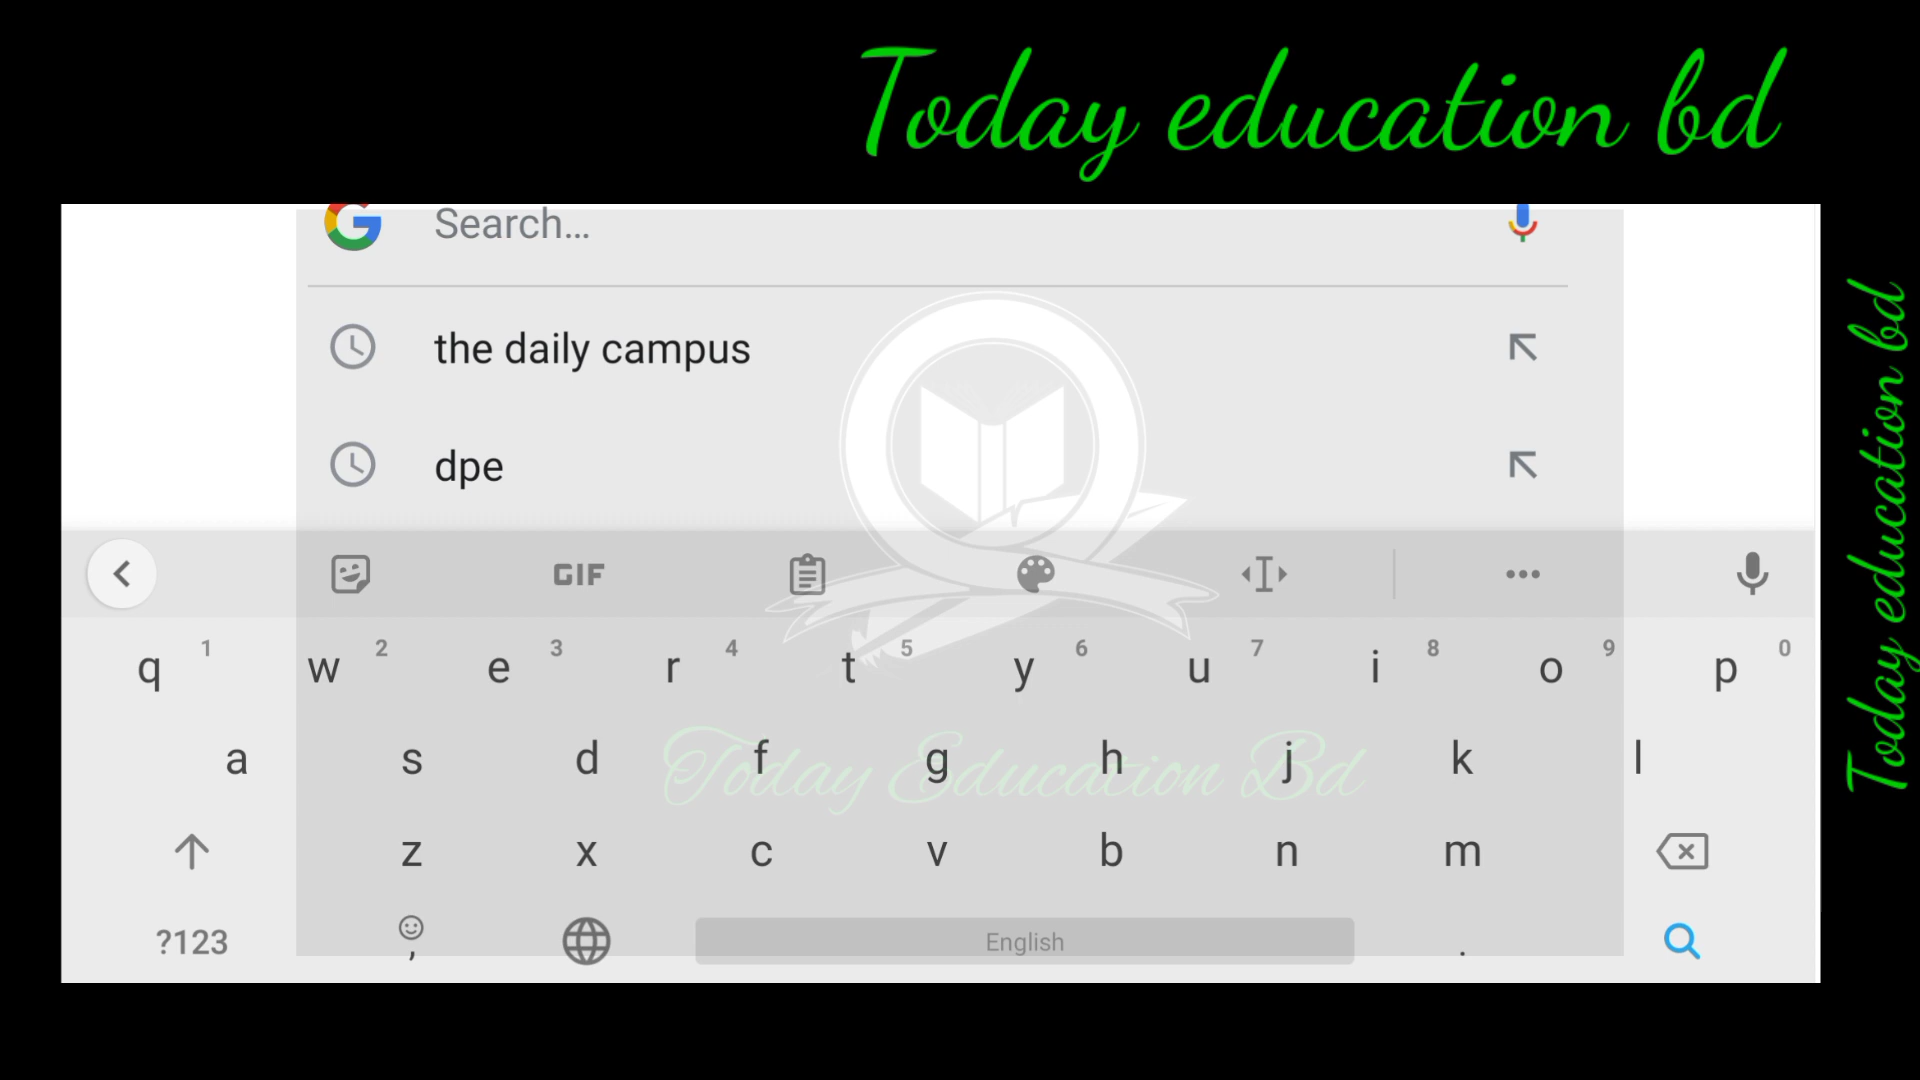 Today education bd
Search...
the daily campus
dpe
GIF
q 1 w 2 e 3 r 4 t 5 y 6 u 7 i 8 o 9 p 0
a s d f g h j k l
Today Education Bd
z x c v b n m
?123 , English .
Today education bd